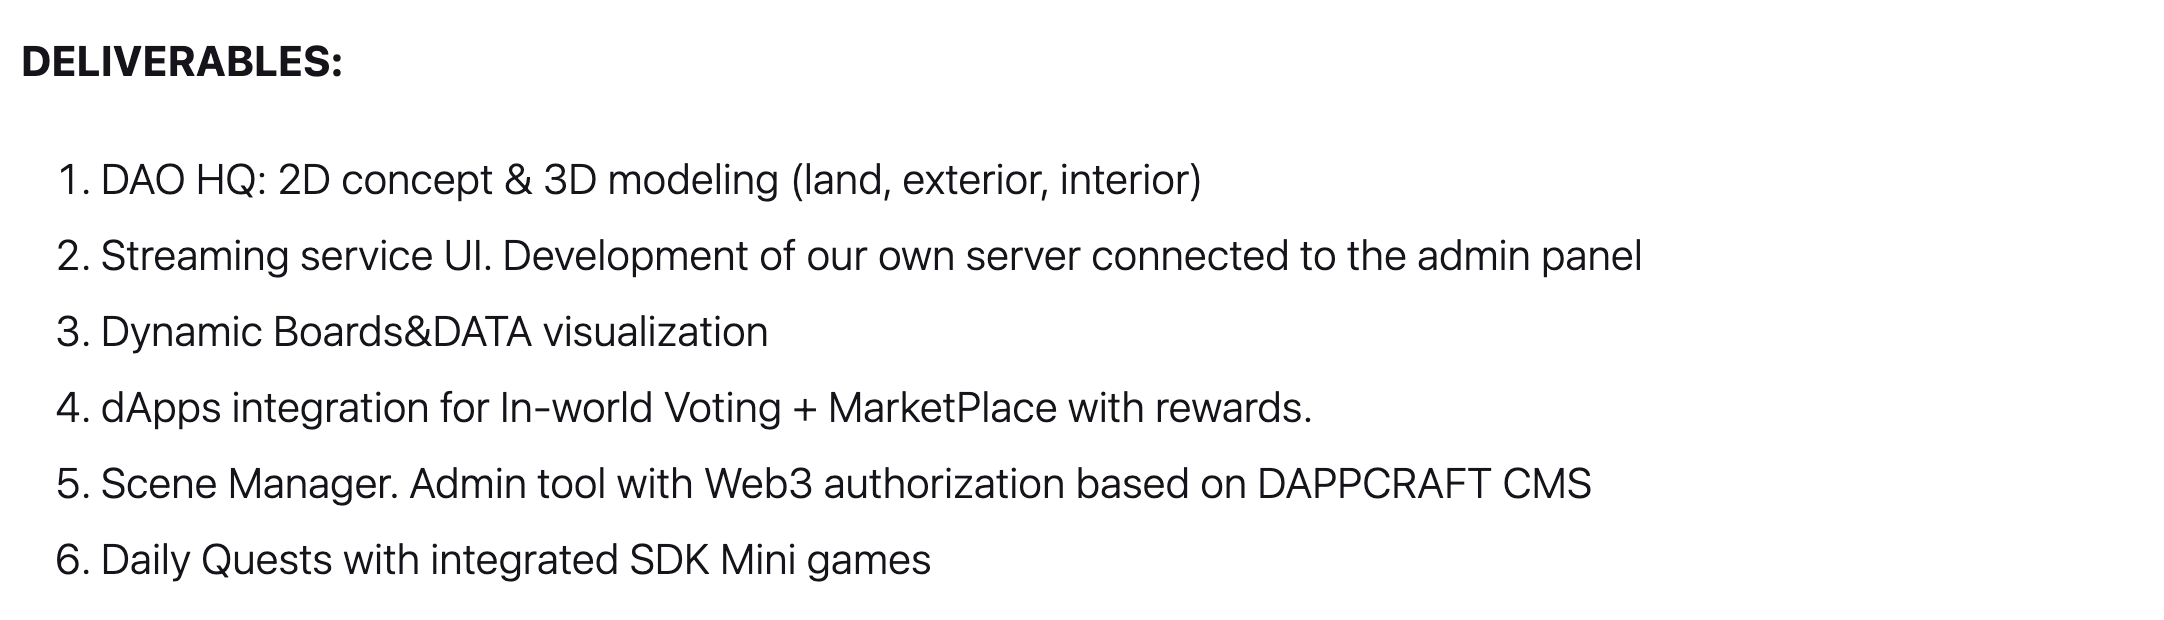 DELIVERABLES:
1. DAO HQ: 2D concept & 3D modeling (land, exterior, interior)
2. Streaming service UI. Development of our own server connected to the admin panel
3. Dynamic Boards&DATA visualization
4. dApps integration for In-world Voting + MarketPlace with rewards.
5. Scene Manager. Admin tool with Web3 authorization based on DAPPCRAFT CMS
6. Daily Quests with integrated SDK Mini games